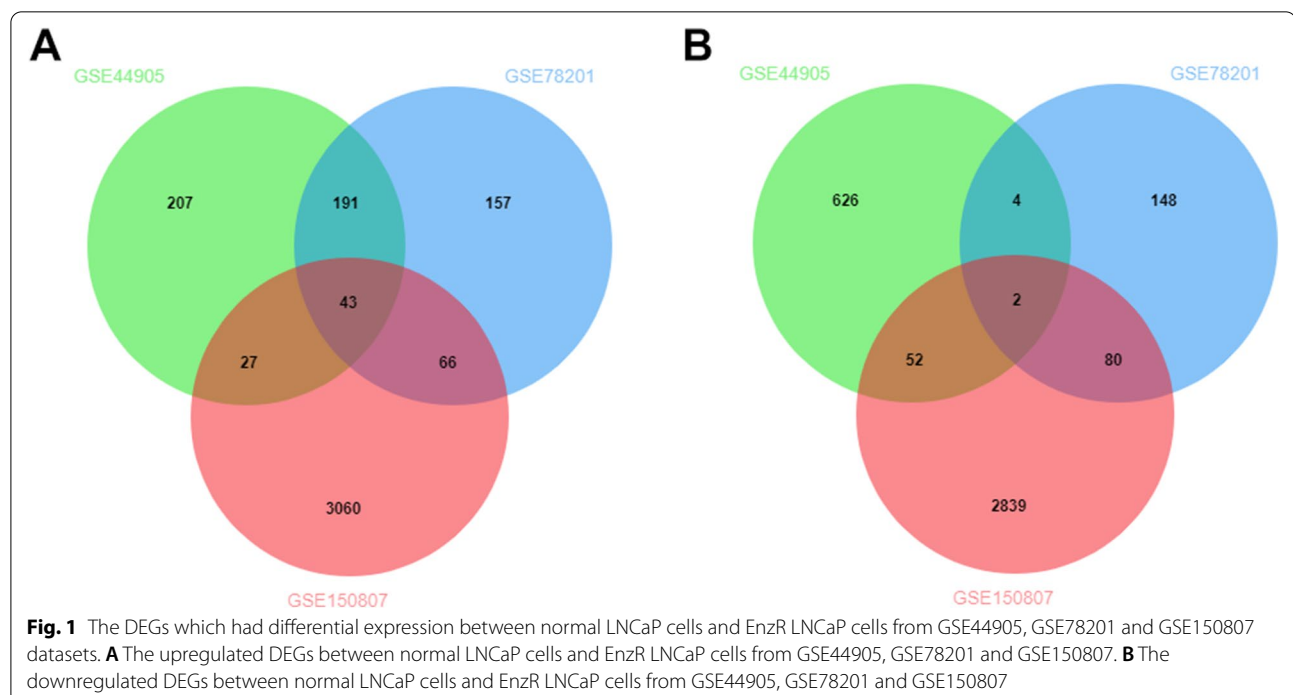 A
GSE44905
GSE78201
207
191
157
43
27
66
3060
GSE150807
B
GSE44905
GSE78201
626
4
148
2
52
80
2839
GSE150807
Fig. 1 The DEGs which had differential expression between normal LNCaP cells and EnzR LNCaP cells from GSE44905, GSE78201 and GSE150807
datasets. A The upregulated DEGs between normal LNCaP cells and EnzR LNCaP cells from GSE44905, GSE78201 and GSE150807. B The
downregulated DEGs between normal LNCaP cells and EnzR LNCaP cells from GSE44905, GSE78201 and GSE150807